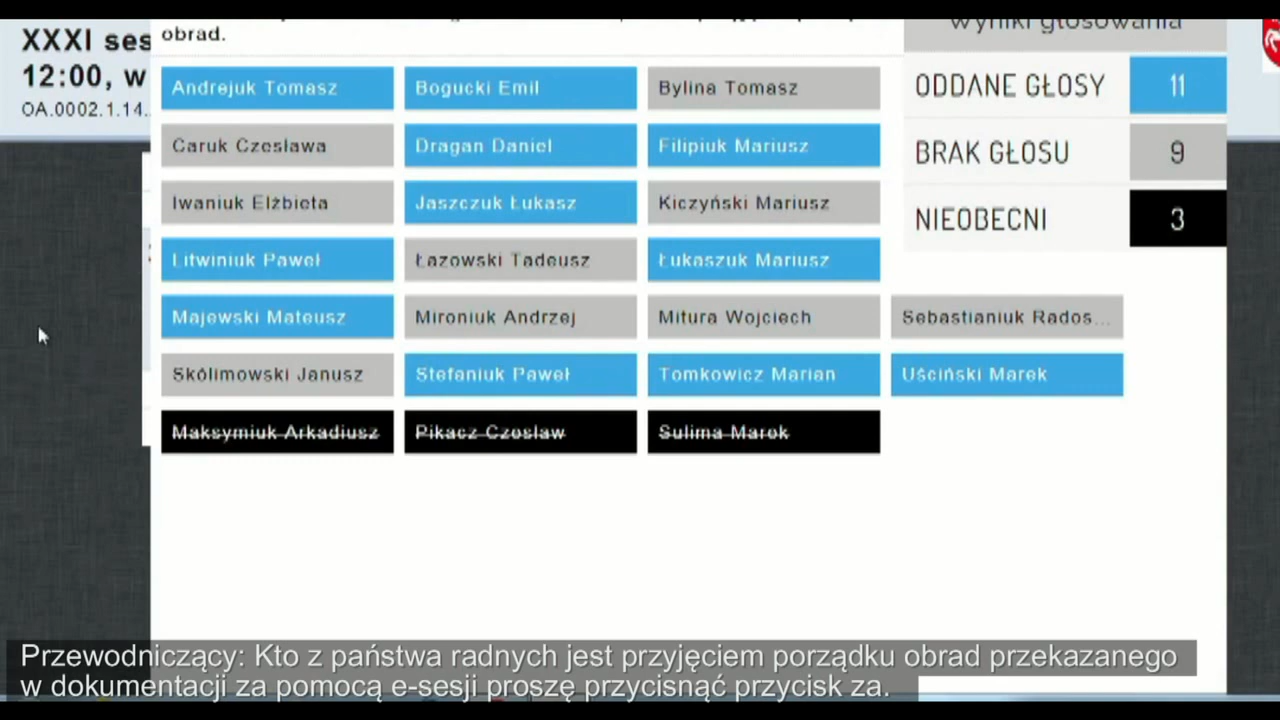 XXXI ses
12:00, w
OA.0002.1.14.
obrad.
wyniki głosowania
ODDANE GŁOSY 11
BRAK GŁOSU 9
NIEOBECNI 3
Andrejuk Tomasz
Bogucki Emil
Bylina Tomasz
Caruk Czesława
Dragan Daniel
Filipiuk Mariusz
Iwaniuk Elżbieta
Jaszczuk Łukasz
Kiczyński Mariusz
Litwiniuk Paweł
Łazowski Tadeusz
Łukaszuk Mariusz
Majewski Mateusz
Mironiuk Andrzej
Mitura Wojciech
Sebastianiuk Rados...
Skólimowski Janusz
Stefaniuk Paweł
Tomkowicz Marian
Uściński Marek
Maksymiuk Arkadiusz
Pikacz Czesław
Sulima Marek
Przewodniczący: Kto z państwa radnych jest przyjęciem porządku obrad przekazanego
w dokumentacji za pomocą e-sesji proszę przycisnąć przycisk za.